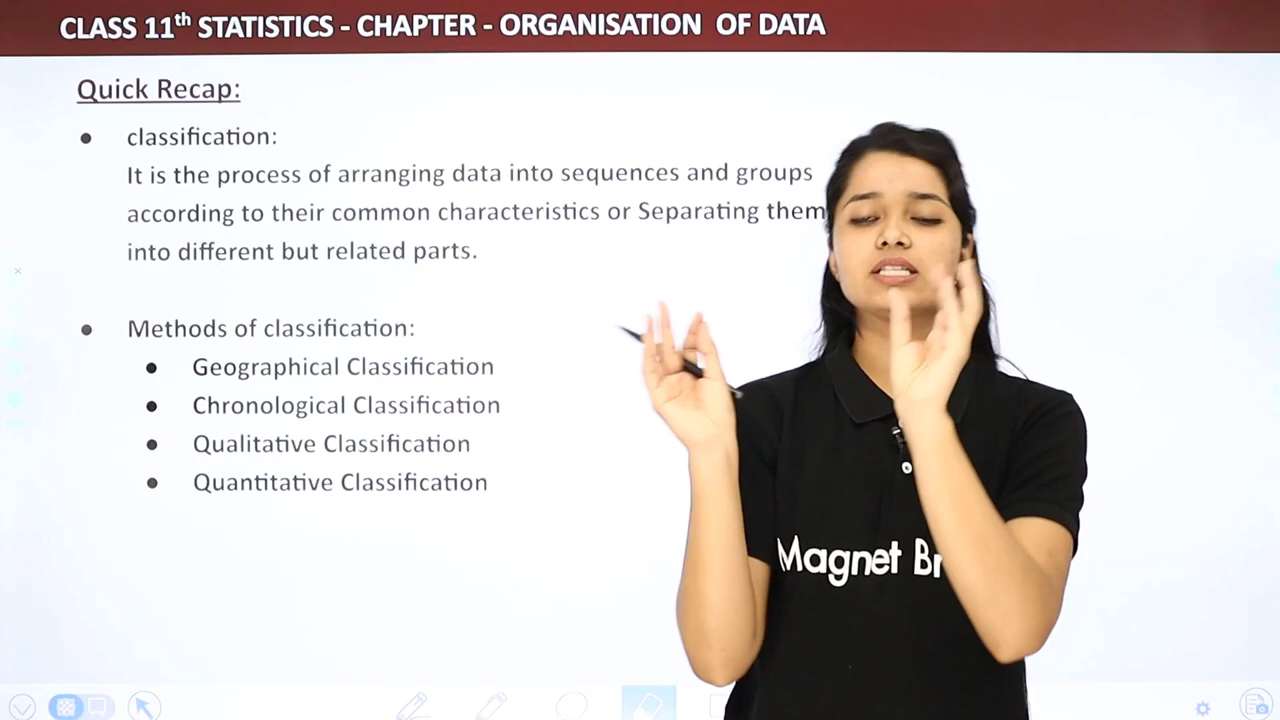 CLASS 11th STATISTICS - CHAPTER - ORGANISATION OF DATA
Quick Recap:
● classification:
It is the process of arranging data into sequences and groups
according to their common characteristics or Separating them
into different but related parts.
● Methods of classification:
● Geographical Classification
● Chronological Classification
● Qualitative Classification
● Quantitative Classification
Magnet Br